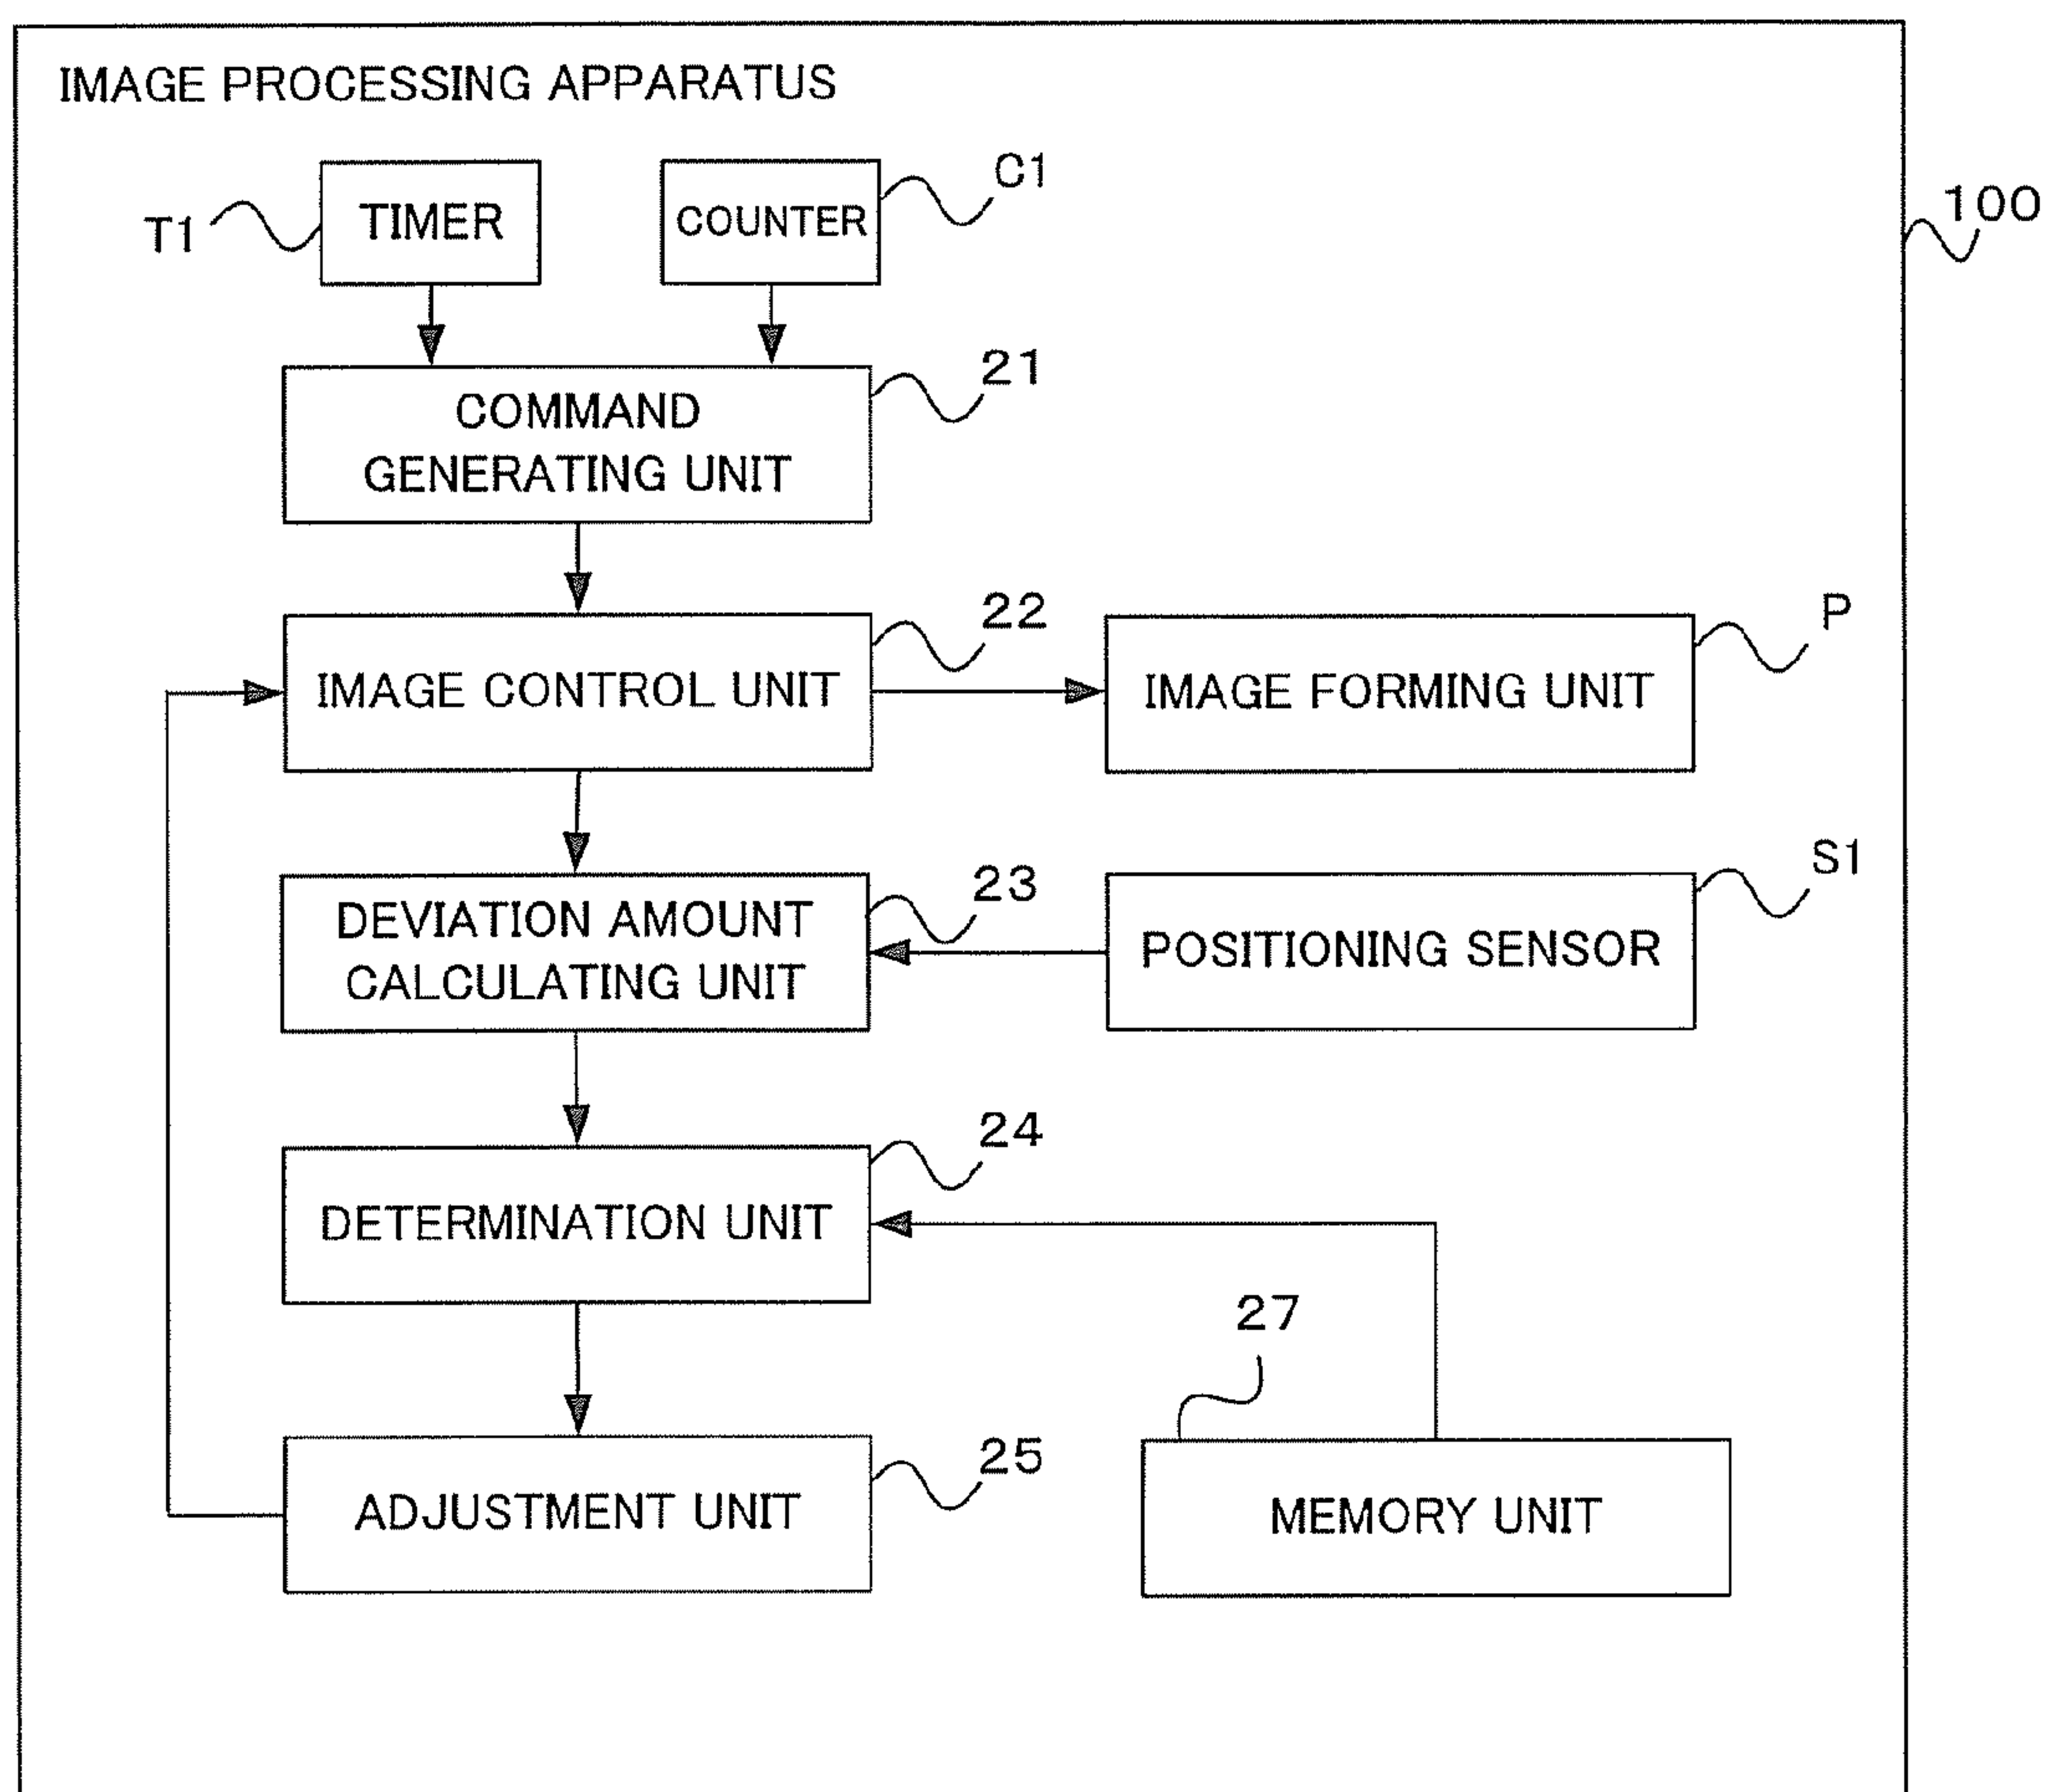 IMAGE PROCESSING APPARATUS
T1
TIMER
COUNTER
C1
100
COMMAND
GENERATING UNIT
21
IMAGE CONTROL UNIT
22
IMAGE FORMING UNIT
P
DEVIATION AMOUNT
CALCULATING UNIT
23
POSITIONING SENSOR
S1
DETERMINATION UNIT
24
27
ADJUSTMENT UNIT
25
MEMORY UNIT